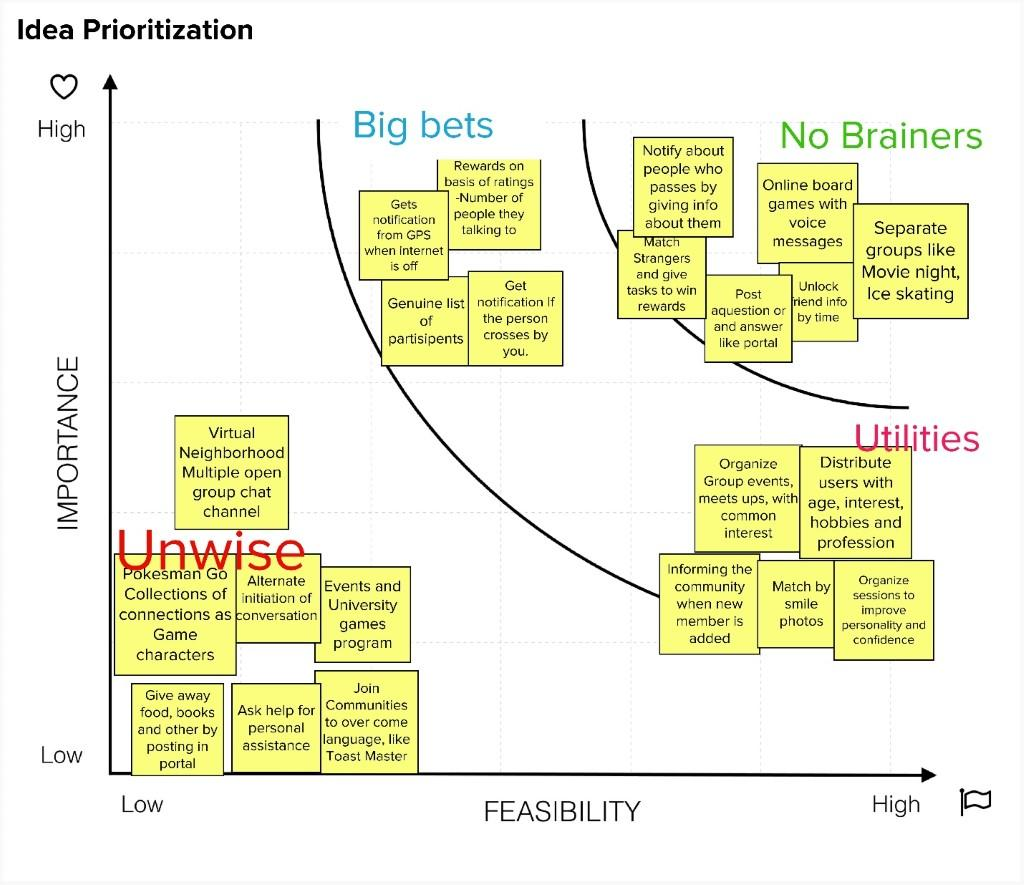 Idea Prioritization
High
Big bets
No Brainers
Rewards on
basis of ratings
-Number of
people they
talking to
Gets
notification
from GPS
when internet
is off
Genuine list
of
partisipents
Get
notification If
the person
crosses by
you.
Notify about
people who
passes by
giving info
about them
Online board
games with
voice
messages
Separate
groups like
Movie night,
Ice skating
Match
Strangers
and give
tasks to win
rewards
Post
aquestion or
and answer
like portal
Unlock
friend info
by time
IMPORTANCE
Utilities
Virtual
Neighborhood
Multiple open
group chat
channel
Organize
Group events,
meets ups, with
common
interest
Distribute
users with
age, interest,
hobbies and
profession
Unwise
Pokesman Go
Collections of
connections as
Game
characters
Alternate
initiation of
conversation
Events and
University
games
program
Informing the
community
when new
member is
added
Match by
smile
photos
Organize
sessions to
improve
personality and
confidence
Give away
food, books
and other by
posting in
portal
Ask help for
personal
assistance
Join
Communities
to over come
language, like
Toast Master
Low
Low
FEASIBILITY
High